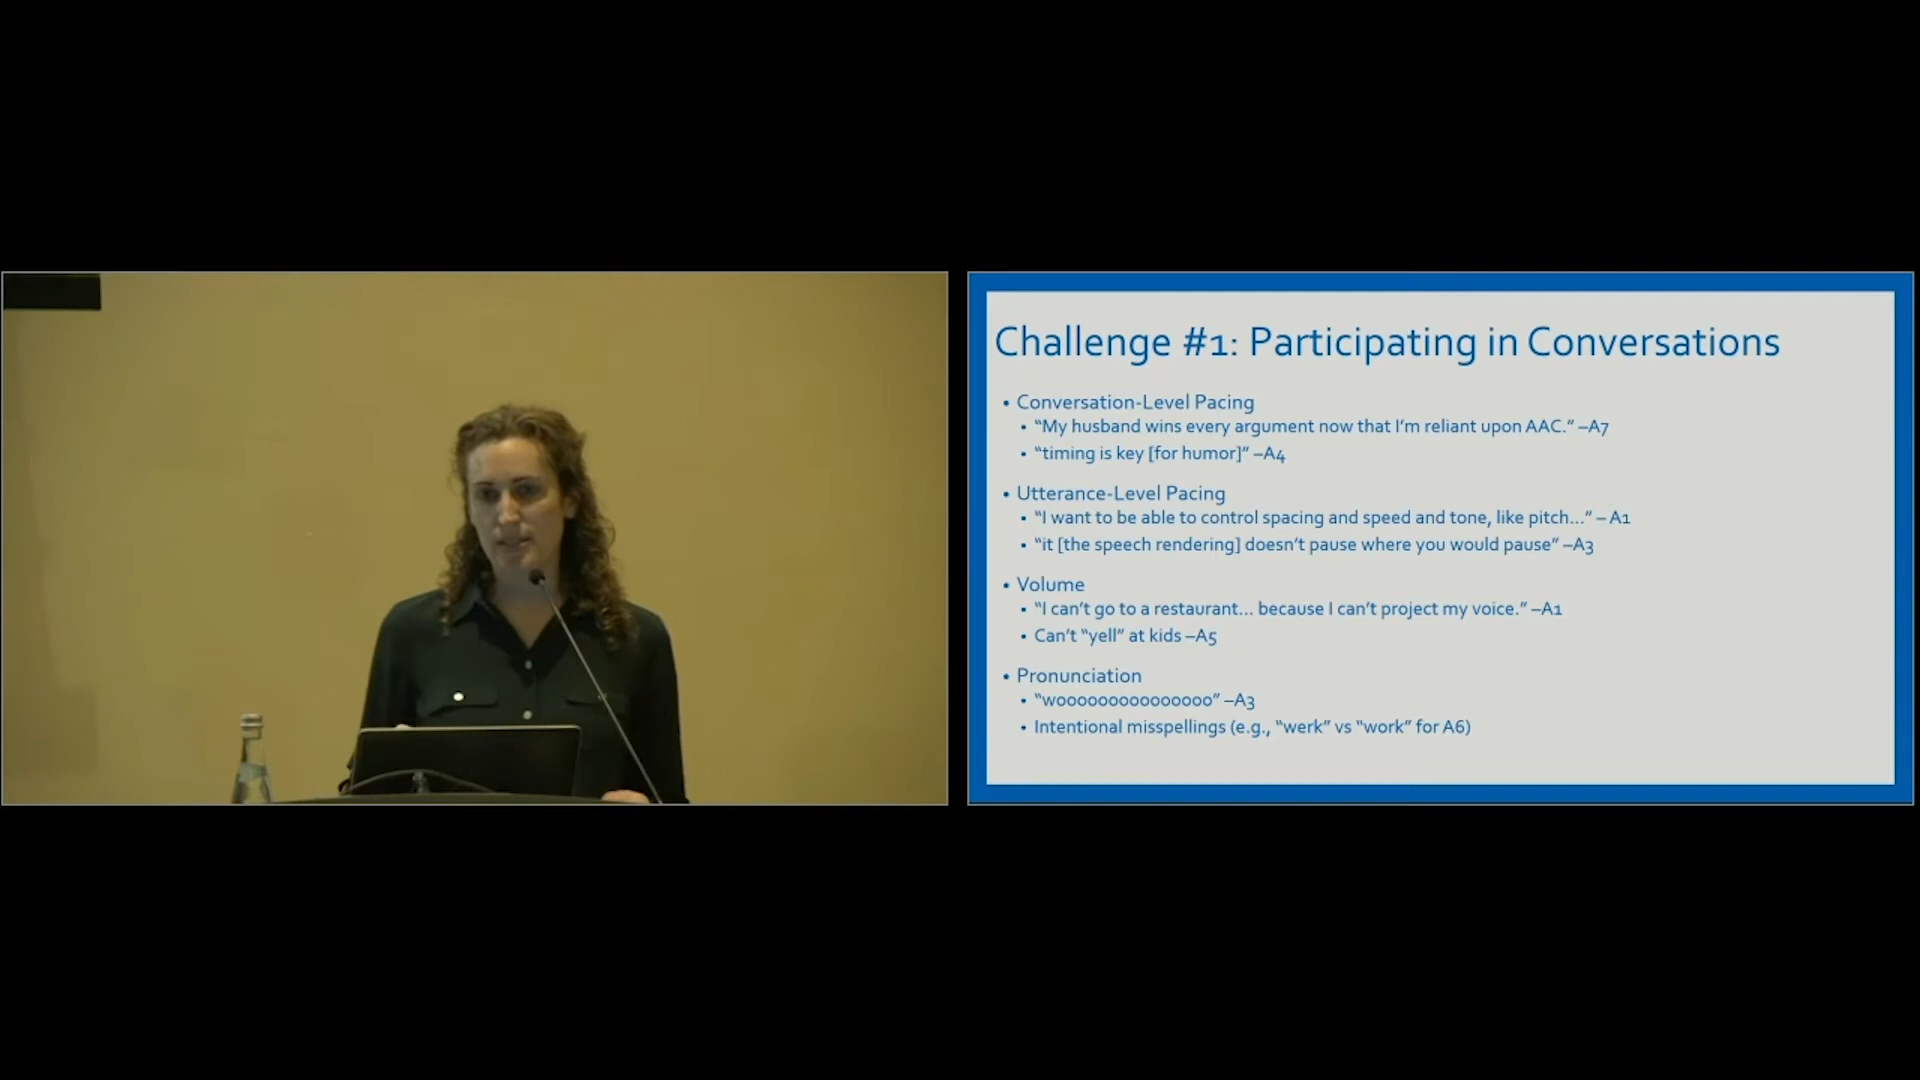 Challenge #1: Participating in Conversations
• Conversation-Level Pacing
• “My husband wins every argument now that I’m reliant upon AAC.” –A7
• “timing is key [for humor]” –A4
• Utterance-Level Pacing
• “I want to be able to control spacing and speed and tone, like pitch...” – A1
• “it [the speech rendering] doesn’t pause where you would pause” –A3
• Volume
• “I can’t go to a restaurant... because I can’t project my voice.” –A1
• Can’t “yell” at kids –A5
• Pronunciation
• “wooooooooooooooo” –A3
• Intentional misspellings (e.g., “werk” vs “work” for A6)